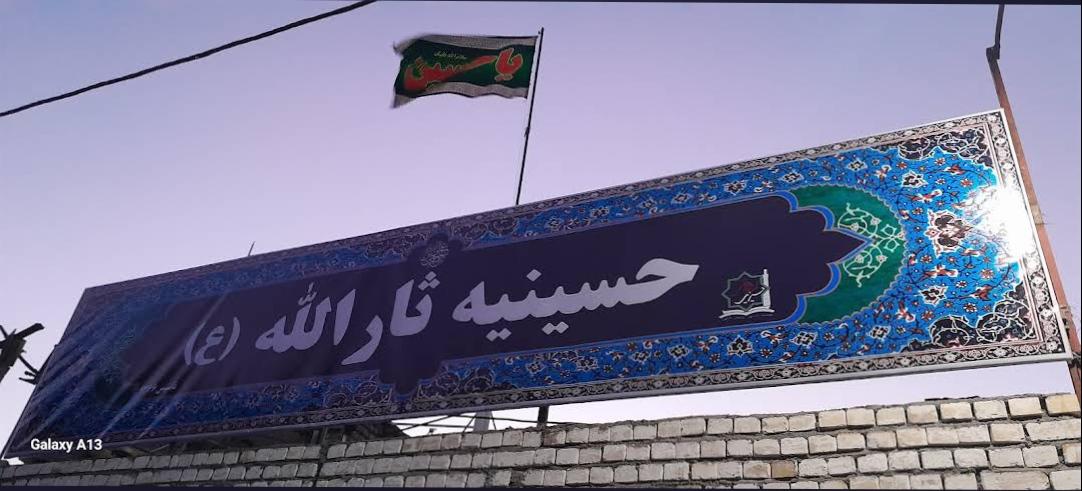 یا حسین
حسینیه ثارالله (ع)
Galaxy A13